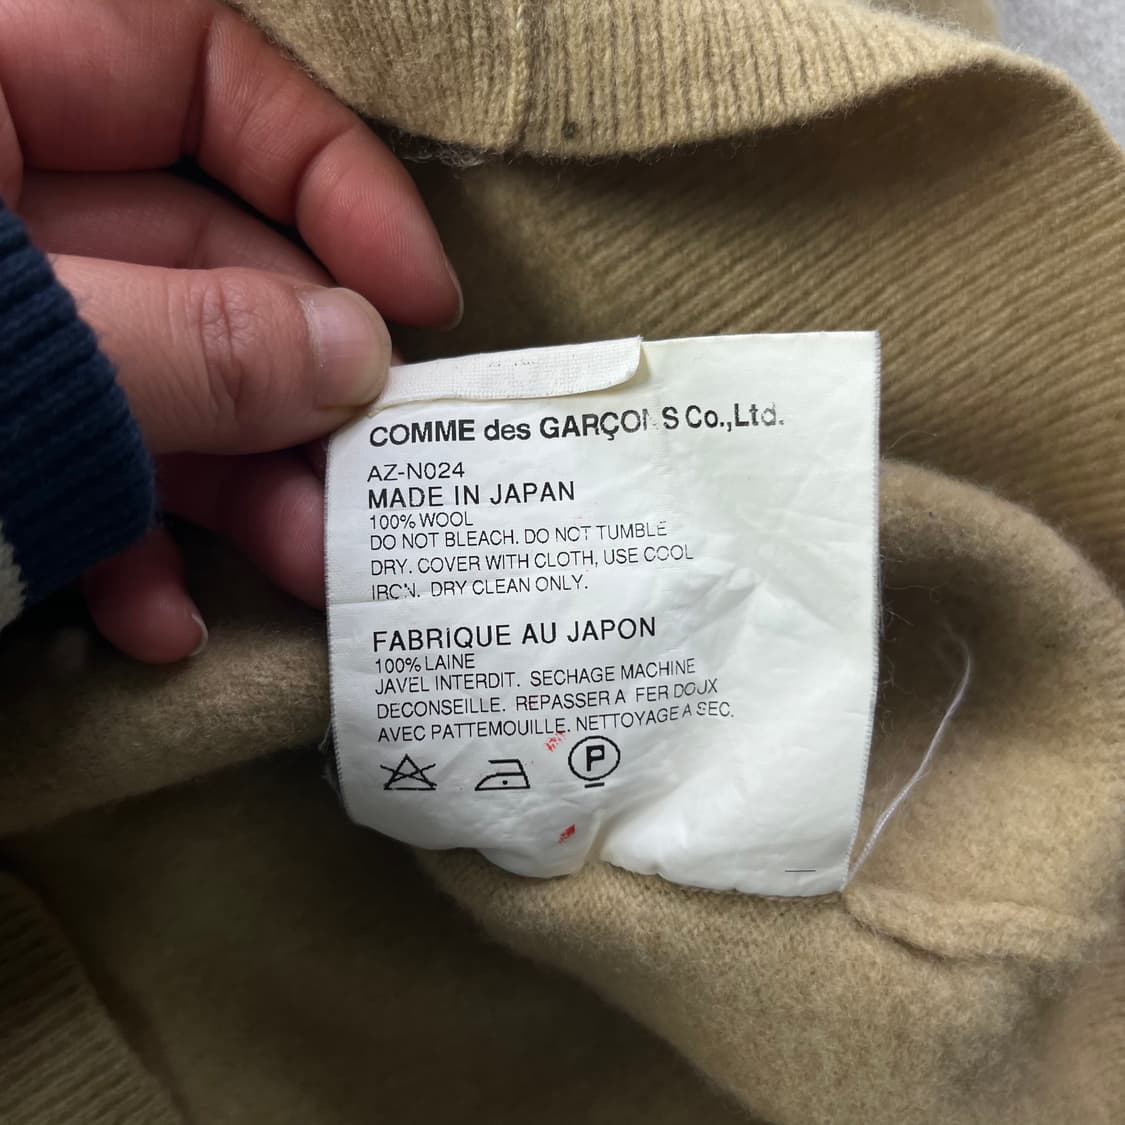 COMME des GARÇONS Co.,Ltd.
AZ-N024
MADE IN JAPAN
100% WOOL
DO NOT BLEACH. DO NOT TUMBLE
DRY. COVER WITH CLOTH, USE COOL
IRON. DRY CLEAN ONLY.
FABRIQUE AU JAPON
100% LAINE
JAVEL INTERDIT. SECHAGE MACHINE
DECONSEILLE. REPASSER A FER DOUX
AVEC PATTEMOUILLE. NETTOYAGE A SEC.
P